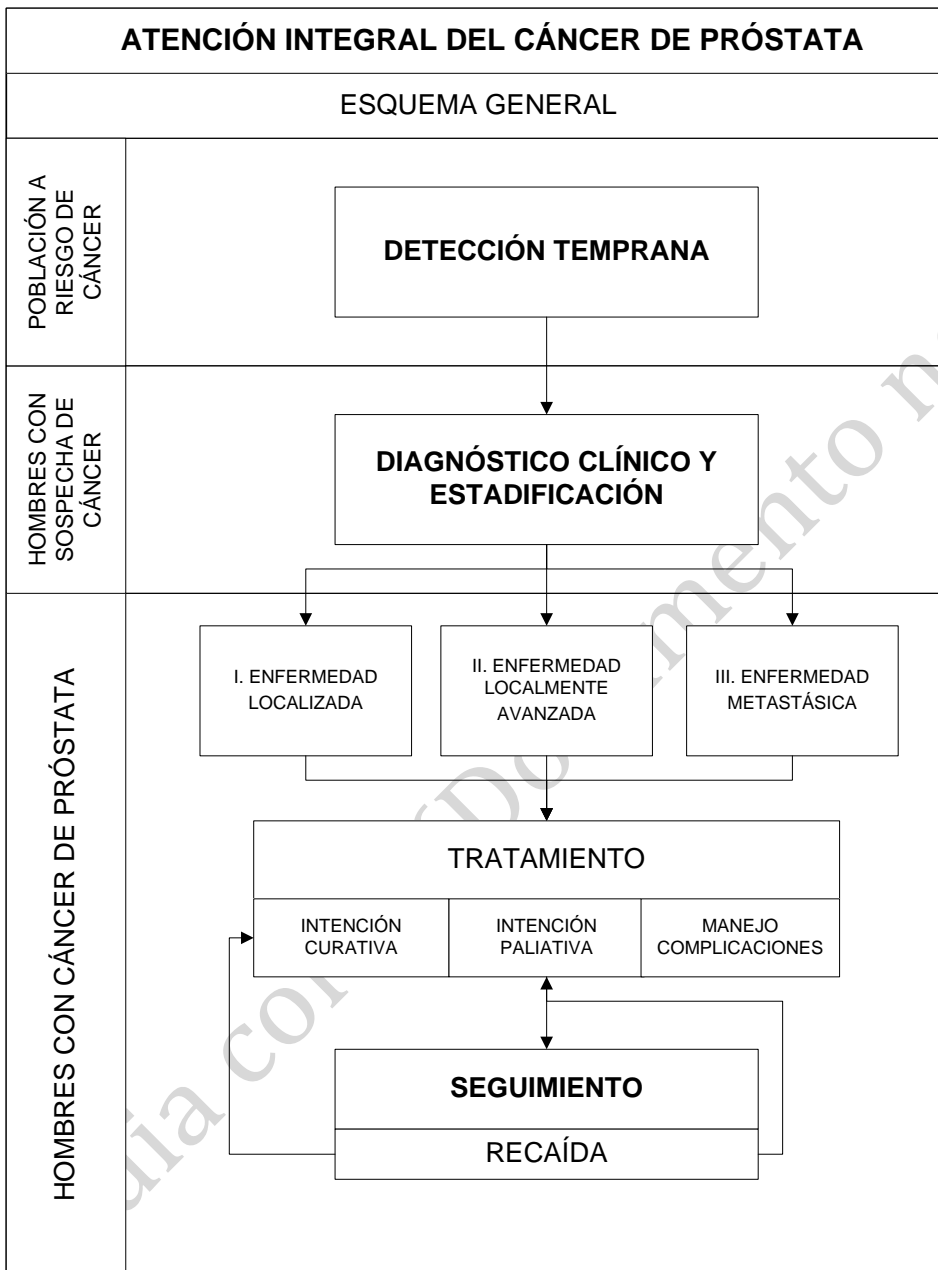 ATENCIÓN INTEGRAL DEL CÁNCER DE PRÓSTATA
ESQUEMA GENERAL
POBLACIÓN A
RIESGO DE
CÁNCER
DETECCIÓN TEMPRANA
HOMBRES CON
SOSPECHA DE
CÁNCER
DIAGNÓSTICO CLÍNICO Y
ESTADIFICACIÓN
HOMBRES CON CÁNCER DE PRÓSTATA
I. ENFERMEDAD
LOCALIZADA
II. ENFERMEDAD
LOCALMENTE
AVANZADA
III. ENFERMEDAD
METASTÁSICA
TRATAMIENTO
INTENCIÓN
CURATIVA
INTENCIÓN
PALIATIVA
MANEJO
COMPLICACIONES
SEGUIMIENTO
RECAÍDA